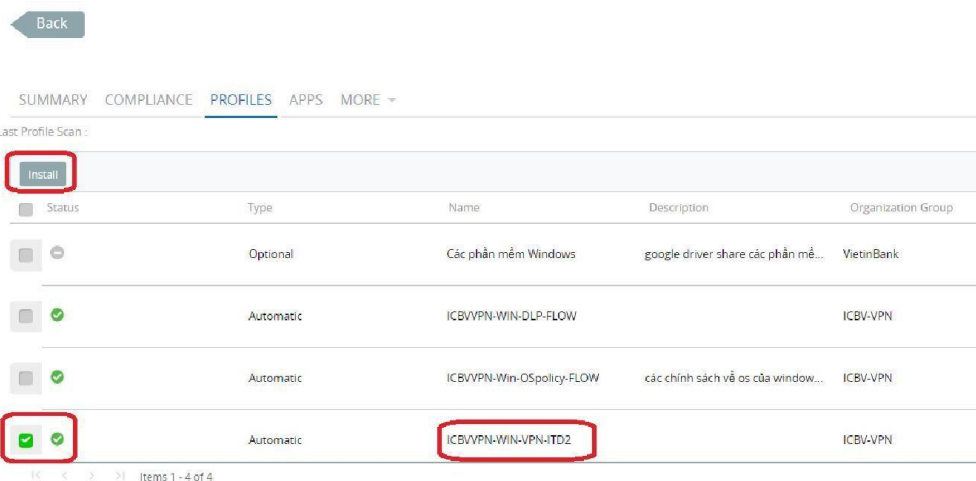 Back
SUMMARY COMPLIANCE PROFILES APPS MORE
Last Profile Scan :
Install
Status Type Name Description Organization Group
Optional Các phần mềm Windows google driver share các phần mề... VietinBank
Automatic ICBVVPN-WIN-DLP-FLOW ICBV-VPN
Automatic ICBVVPN-Win-OSpolicy-FLOW các chính sách về os của window... ICBV-VPN
Automatic ICBVVPN-WIN-VPN-ITD2 ICBV-VPN
Items 1 - 4 of 4